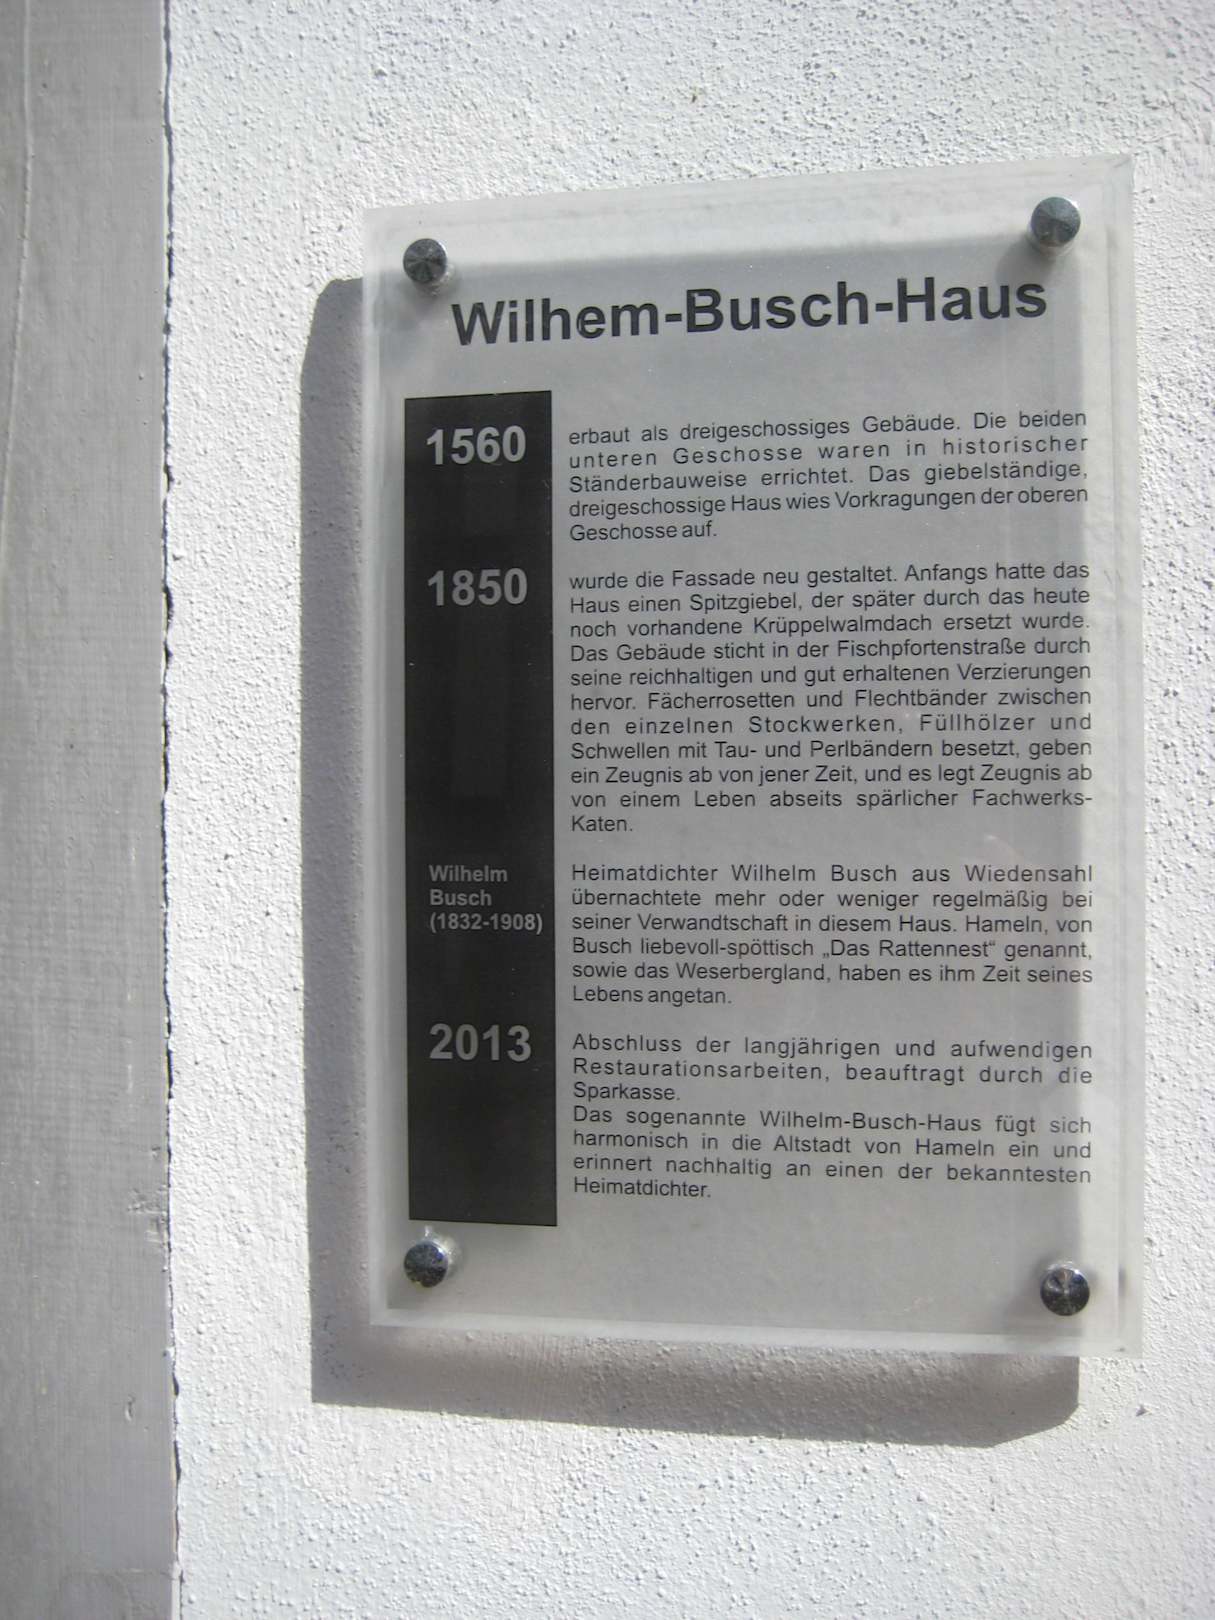 Wilhem-Busch-Haus
1560
erbaut als dreigeschossiges Gebäude. Die beiden
unteren Geschosse waren in historischer
Ständerbauweise errichtet. Das giebelständige,
dreigeschossige Haus wies Vorkragungen der oberen
Geschosse auf.
1850
wurde die Fassade neu gestaltet. Anfangs hatte das
Haus einen Spitzgiebel, der später durch das heute
noch vorhandene Krüppelwalmdach ersetzt wurde.
Das Gebäude sticht in der Fischpfortenstraße durch
seine reichhaltigen und gut erhaltenen Verzierungen
hervor. Fächerrosetten und Flechtbänder zwischen
den einzelnen Stockwerken, Füllhölzer und
Schwellen mit Tau- und Perlbändern besetzt, geben
ein Zeugnis ab von jener Zeit, und es legt Zeugnis ab
von einem Leben abseits spärlicher Fachwerks-
Katen.
Wilhelm
Busch
(1832-1908)
Heimatdichter Wilhelm Busch aus Wiedensahl
übernachtete mehr oder weniger regelmäßig bei
seiner Verwandtschaft in diesem Haus. Hameln, von
Busch liebevoll-spöttisch „Das Rattennest“ genannt,
sowie das Weserbergland, haben es ihm Zeit seines
Lebens angetan.
2013
Abschluss der langjährigen und aufwendigen
Restaurationsarbeiten, beauftragt durch die
Sparkasse.
Das sogenannte Wilhelm-Busch-Haus fügt sich
harmonisch in die Altstadt von Hameln ein und
erinnert nachhaltig an einen der bekanntesten
Heimatdichter.